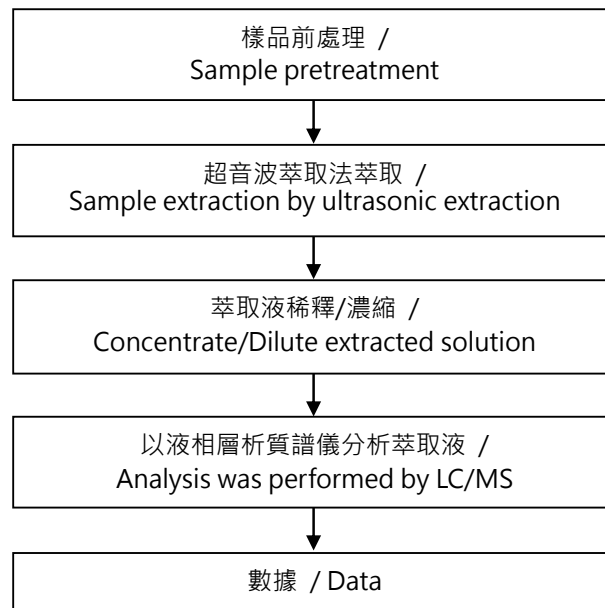 樣品前處理 /
Sample pretreatment
超音波萃取法萃取 /
Sample extraction by ultrasonic extraction
萃取液稀釋/濃縮 /
Concentrate/Dilute extracted solution
以液相層析質譜儀分析萃取液 /
Analysis was performed by LC/MS
數據 / Data